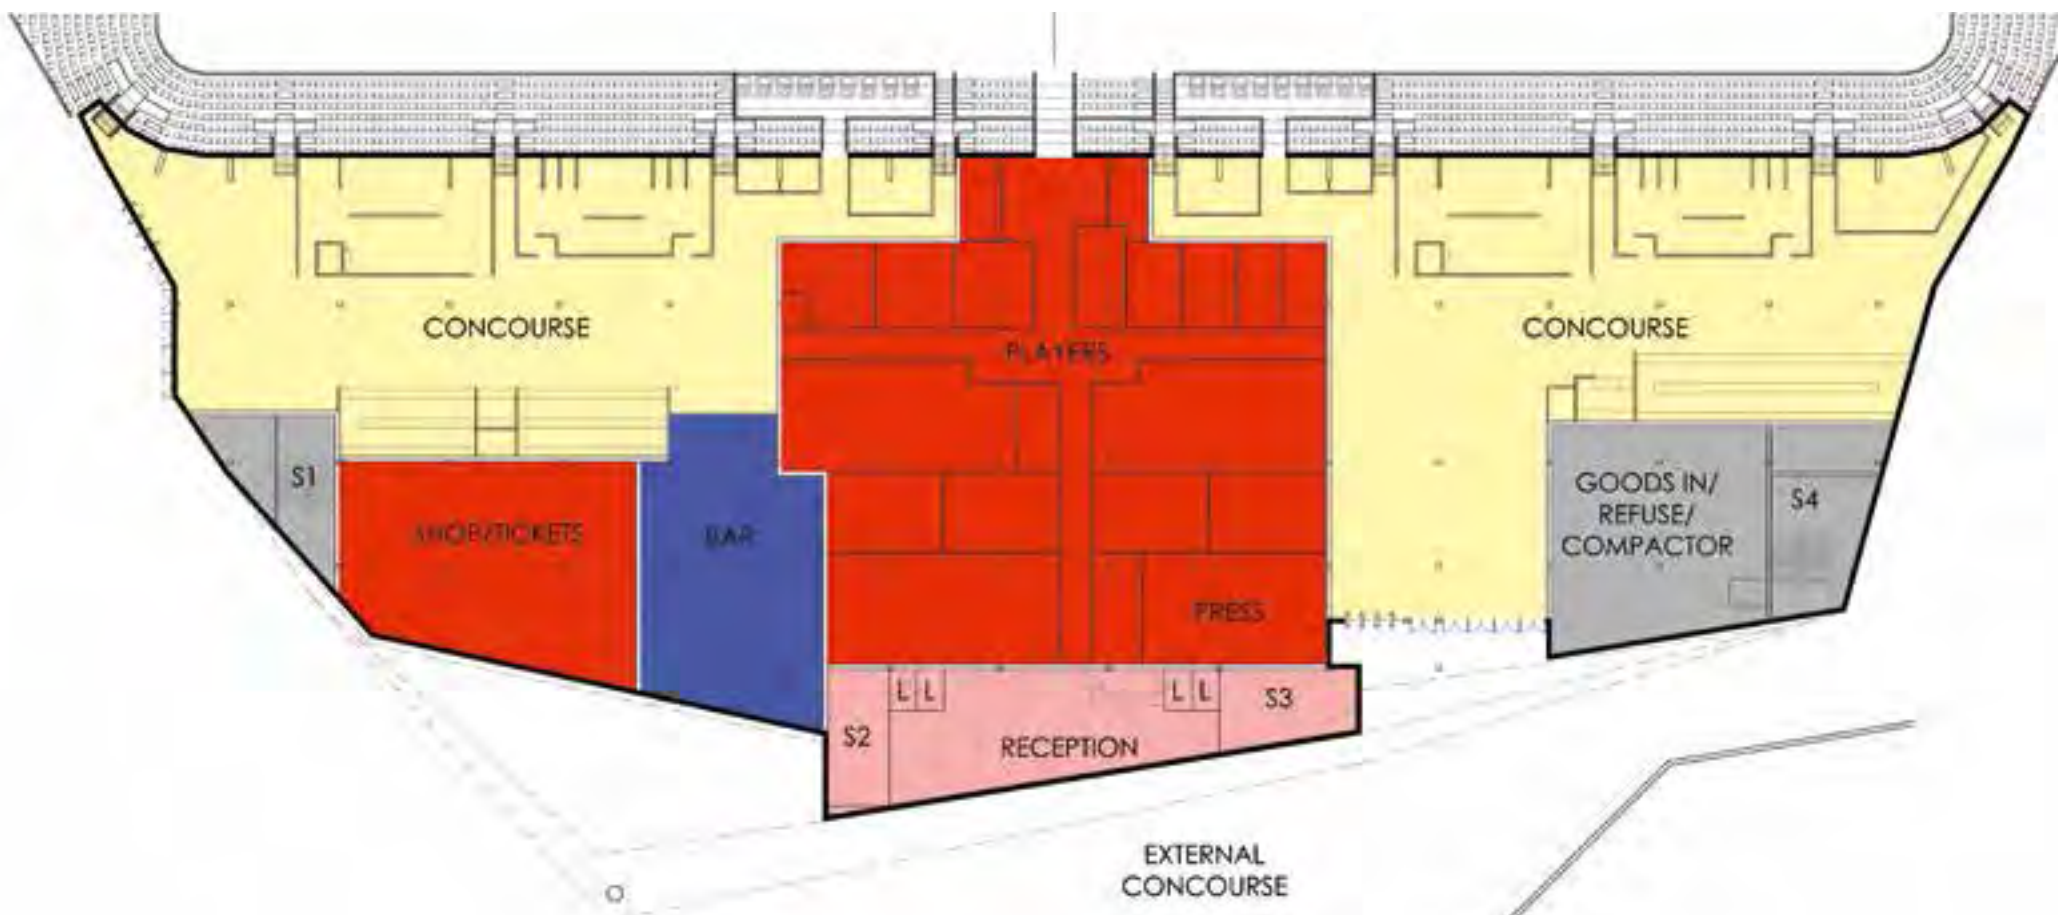 CONCOURSE
CONCOURSE
PLAYERS
S1
GOODS IN/
REFUSE/
COMPACTOR
S4
SHOP/TICKETS
BAR
PRESS
L L
L L
S3
S2
RECEPTION
EXTERNAL
CONCOURSE